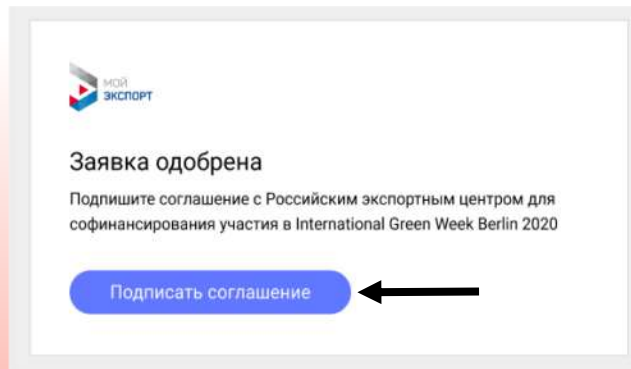 МОЙ
ЭКСПОРТ
Заявка одобрена
Подпишите соглашение с Российским экспортным центром для
софинансирования участия в International Green Week Berlin 2020
Подписать соглашение